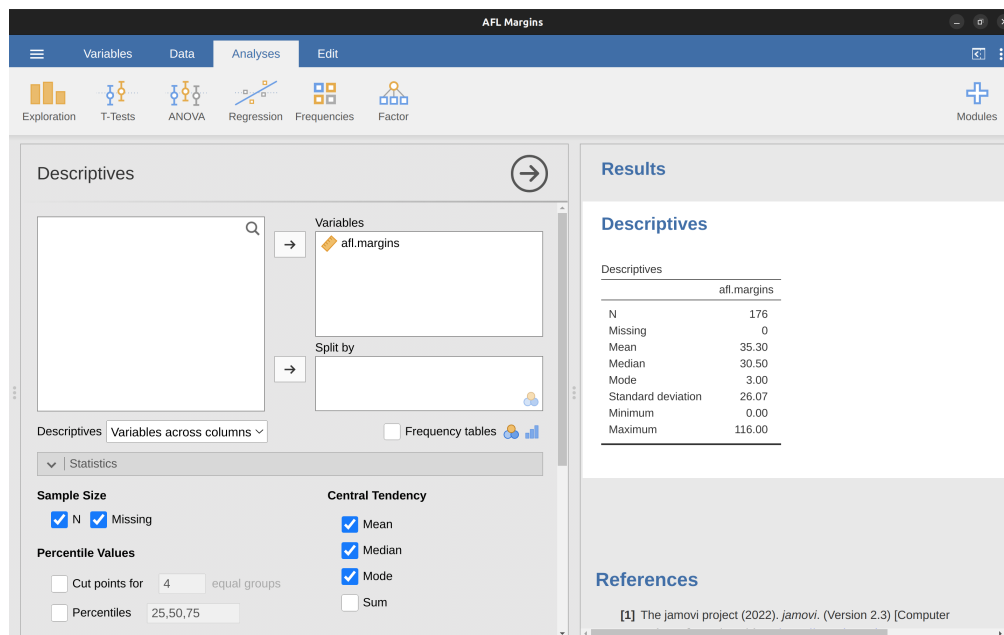 AFL Margins
Variables Data Analyses Edit
Exploration T-Tests ANOVA Regression Frequencies Factor Modules
Descriptives
Variables
afl.margins
Split by
Descriptives Variables across columns Frequency tables
Statistics
Sample Size
N Missing
Percentile Values
Cut points for 4 equal groups
Percentiles 25,50,75
Central Tendency
Mean
Median
Mode
Sum
Results
Descriptives
Descriptives
afl.margins
N 176
Missing 0
Mean 35.30
Median 30.50
Mode 3.00
Standard deviation 26.07
Minimum 0.00
Maximum 116.00
References
[1] The jamovi project (2022). jamovi. (Version 2.3) [Computer